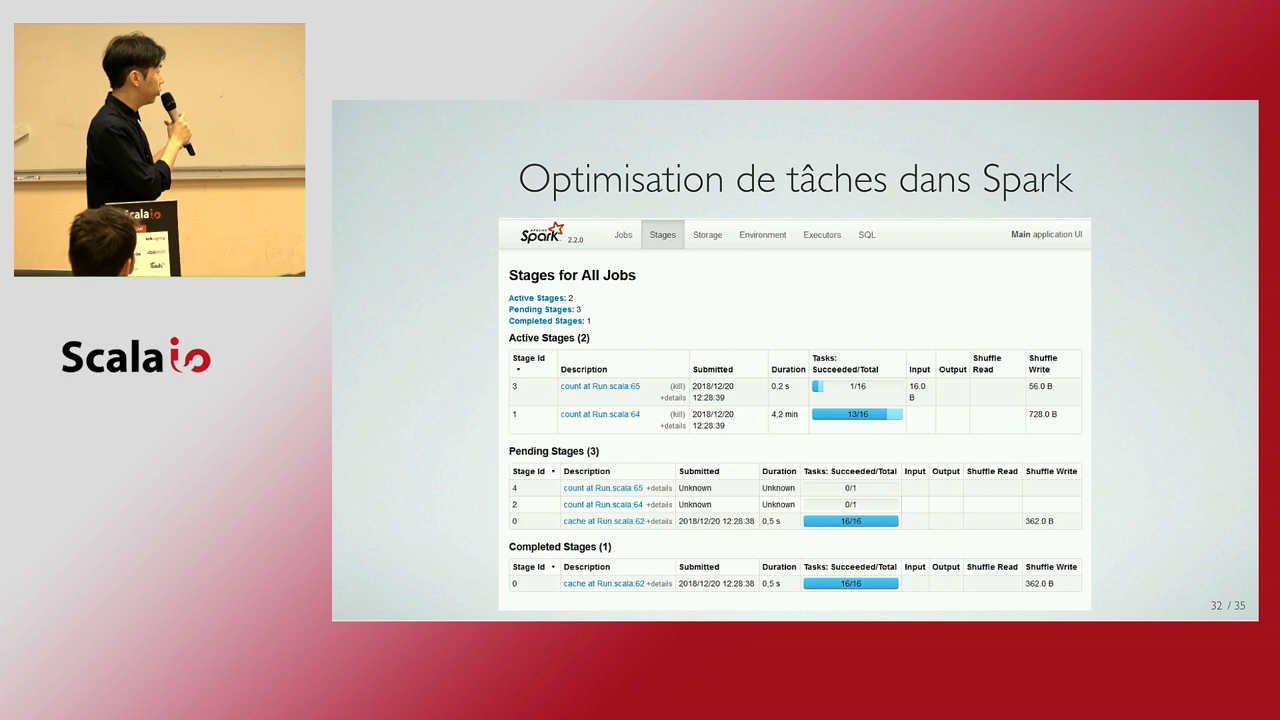 Scalaio
Scalaio
Optimisation de tâches dans Spark
APACHE Spark 2.2.0 Jobs Stages Storage Environment Executors SQL Main application UI
Stages for All Jobs
Active Stages: 2
Pending Stages: 3
Completed Stages: 1
Active Stages (2)
Stage Id ▾ Description Submitted Duration Tasks: Succeeded/Total Input Output Shuffle Read Shuffle Write
3 count at Run.scala:65 (kill) +details 2018/12/20 12:28:39 0,2 s 1/16 16.0 B 56.0 B
1 count at Run.scala:64 (kill) +details 2018/12/20 12:28:39 4,2 min 13/16 728.0 B
Pending Stages (3)
Stage Id ▾ Description Submitted Duration Tasks: Succeeded/Total Input Output Shuffle Read Shuffle Write
4 count at Run.scala:65 +details Unknown Unknown 0/1
2 count at Run.scala:64 +details Unknown Unknown 0/1
0 cache at Run.scala:62 +details 2018/12/20 12:28:38 0,5 s 16/16 362.0 B
Completed Stages (1)
Stage Id ▾ Description Submitted Duration Tasks: Succeeded/Total Input Output Shuffle Read Shuffle Write
0 cache at Run.scala:62 +details 2018/12/20 12:28:38 0,5 s 16/16 362.0 B
32 / 35